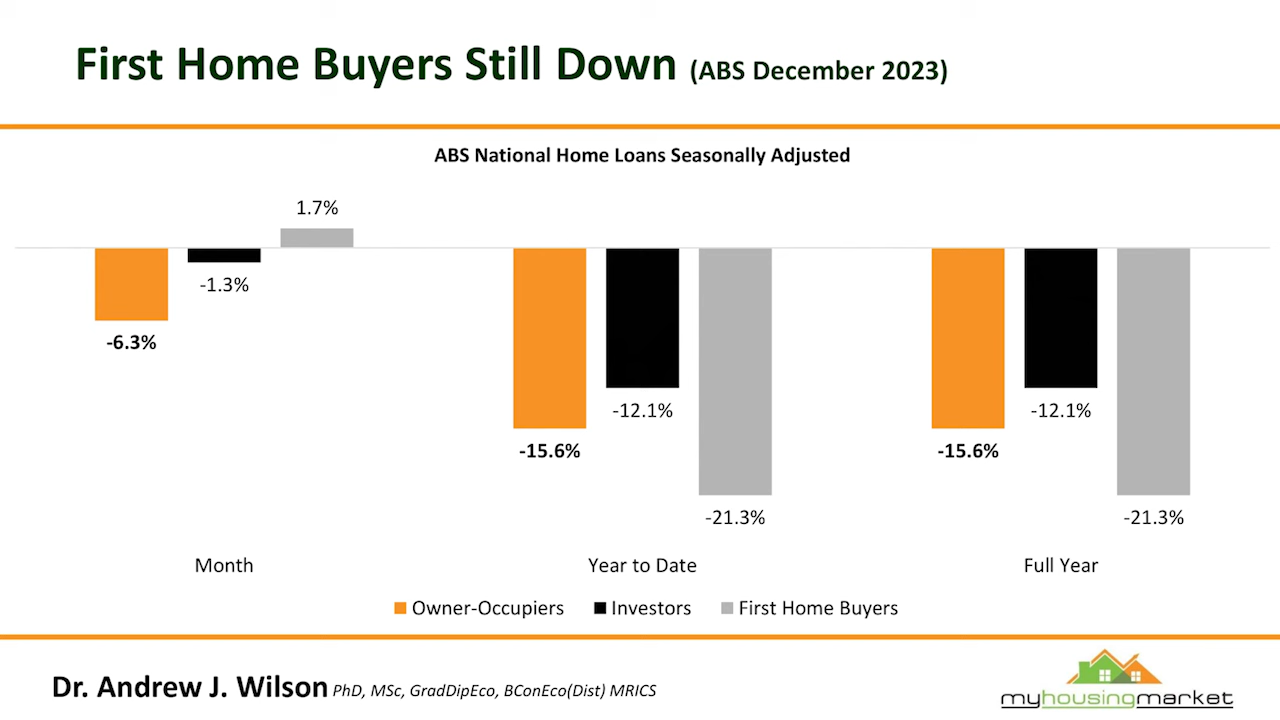 First Home Buyers Still Down (ABS December 2023)
ABS National Home Loans Seasonally Adjusted
1.7%
-1.3%
-6.3%
-12.1%
-15.6%
-21.3%
-12.1%
-15.6%
-21.3%
Month
Year to Date
Full Year
Owner-Occupiers
Investors
First Home Buyers
Dr. Andrew J. Wilson PhD, MSc, GradDipEco, BConEco(Dist) MRICS
myhousingmarket